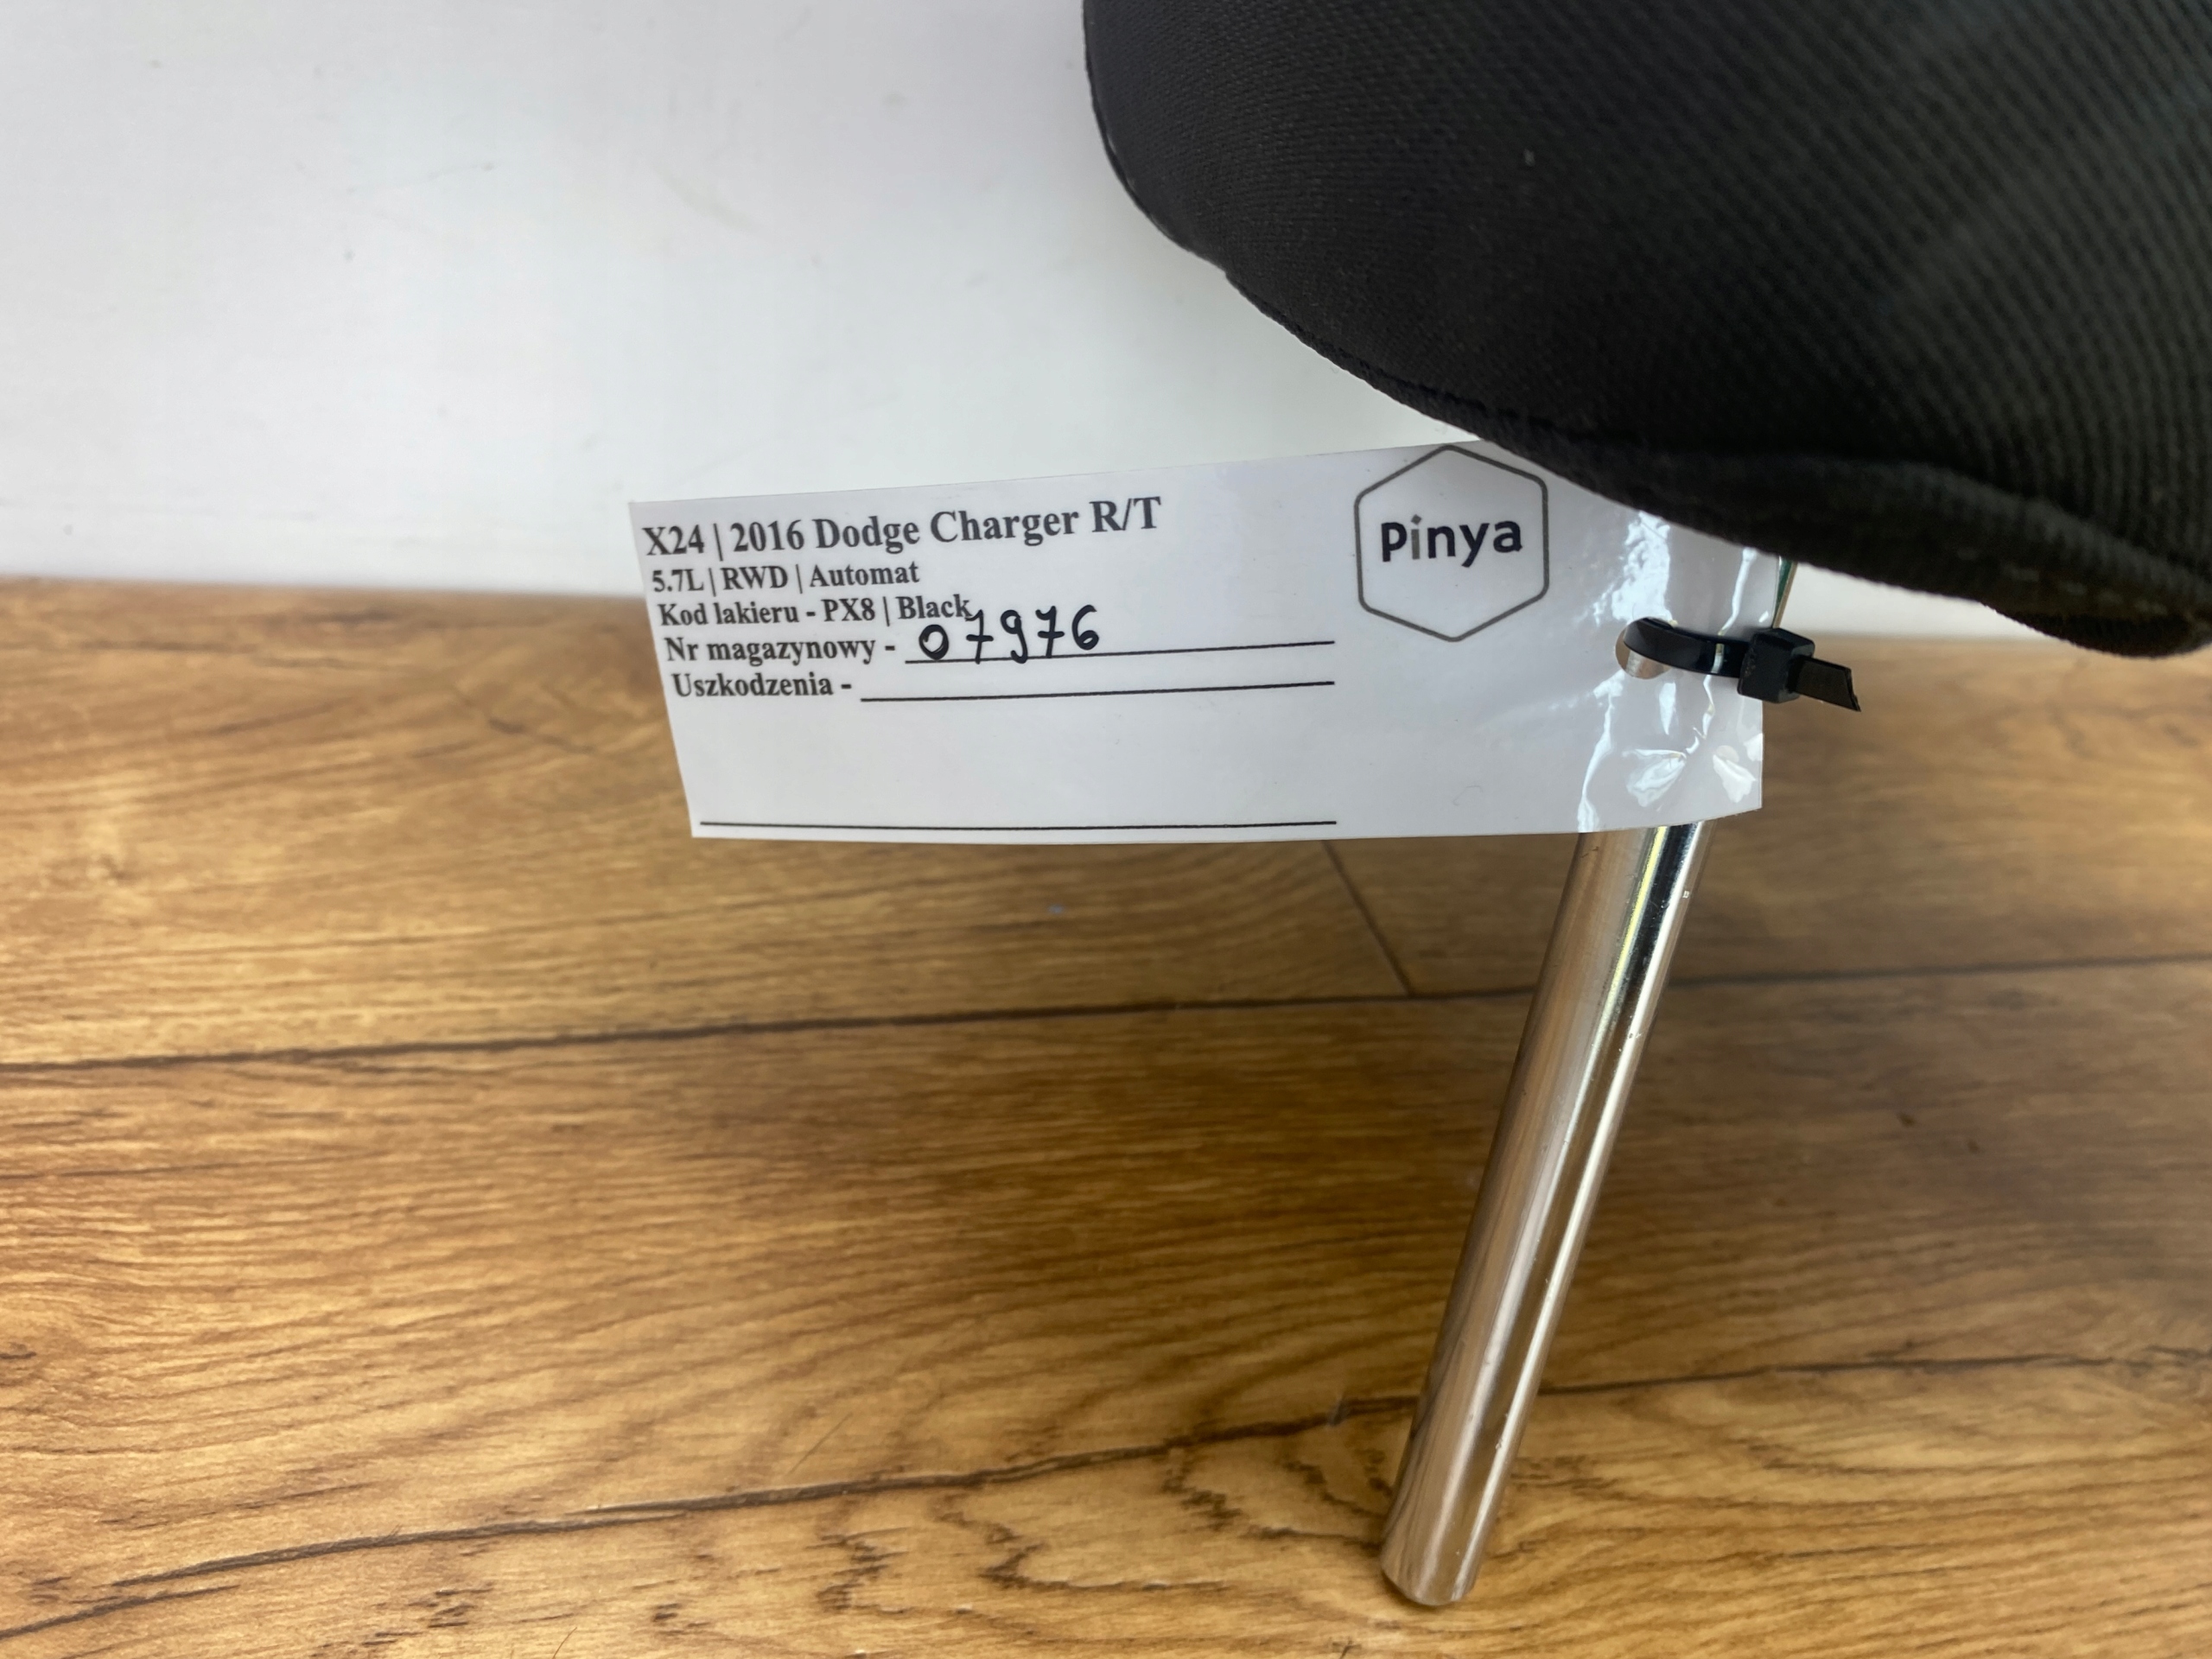 X24 | 2016 Dodge Charger R/T
5.7L | RWD | Automat
Kod lakieru - PX8 | Black
Nr magazynowy - 07976
Uszkodzenia -
Pinya